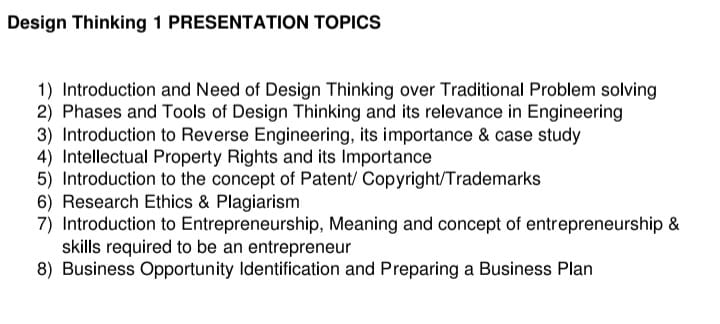 Design Thinking 1 PRESENTATION TOPICS
1) Introduction and Need of Design Thinking over Traditional Problem solving
2) Phases and Tools of Design Thinking and its relevance in Engineering
3) Introduction to Reverse Engineering, its importance & case study
4) Intellectual Property Rights and its Importance
5) Introduction to the concept of Patent/ Copyright/Trademarks
6) Research Ethics & Plagiarism
7) Introduction to Entrepreneurship, Meaning and concept of entrepreneurship &
skills required to be an entrepreneur
8) Business Opportunity Identification and Preparing a Business Plan